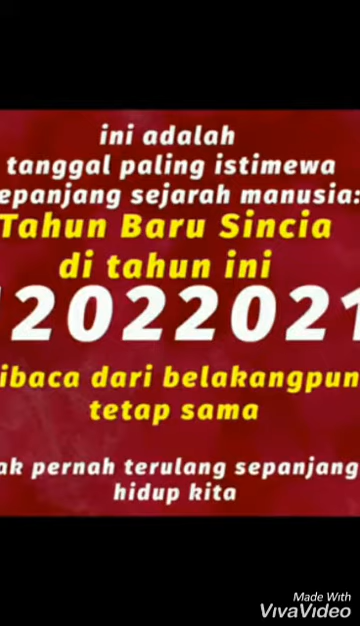 ini adalah
tanggal paling istimewa
epanjang sejarah manusia:
Tahun Baru Sincia
di tahun ini
12022021
ibaca dari belakangpun
tetap sama
ak pernah terulang sepanjang
hidup kita
Made With
VivaVideo